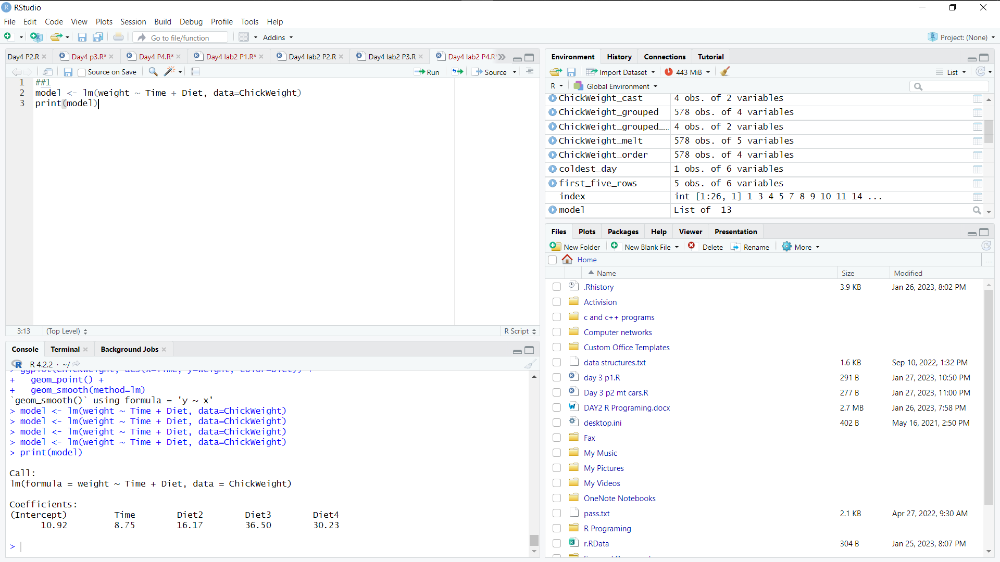 RStudio
File Edit Code View Plots Session Build Debug Profile Tools Help
Go to file/function Addins Project: (None)
Day4 P2.R Day4 p3.R* Day4 P4.R* Day4 lab2 P1.R* Day4 lab2 P2.R Day4 lab2 P3.R Day4 lab2 P4.R
Source on Save Run Source
1 ##1
2 model <- lm(weight ~ Time + Diet, data=ChickWeight)
3 print(model)
3:13 (Top Level) R Script
Console Terminal Background Jobs
R 4.2.2 · ~/
> ggplot(ChickWeight, aes(x=Time, y=weight, color=Diet)) +
+ geom_point() +
+ geom_smooth(method=lm)
`geom_smooth()` using formula = 'y ~ x'
> model <- lm(weight ~ Time + Diet, data=ChickWeight)
> model <- lm(weight ~ Time + Diet, data=ChickWeight)
> model <- lm(weight ~ Time + Diet, data=ChickWeight)
> model <- lm(weight ~ Time + Diet, data=ChickWeight)
> print(model)
Call:
lm(formula = weight ~ Time + Diet, data = ChickWeight)
Coefficients:
(Intercept) Time Diet2 Diet3 Diet4
10.92 8.75 16.17 36.50 30.23
>
Environment History Connections Tutorial
Import Dataset 443 MiB List
R Global Environment
ChickWeight_cast 4 obs. of 2 variables
ChickWeight_grouped 578 obs. of 4 variables
ChickWeight_grouped_... 4 obs. of 2 variables
ChickWeight_melt 578 obs. of 5 variables
ChickWeight_order 578 obs. of 4 variables
coldest_day 1 obs. of 6 variables
first_five_rows 5 obs. of 6 variables
index int [1:26, 1] 1 3 4 5 7 8 9 10 11 14 ...
model List of 13
Files Plots Packages Help Viewer Presentation
New Folder New Blank File Delete Rename More
Home ...
Name Size Modified
.Rhistory 3.9 KB Jan 26, 2023, 8:02 PM
Activision
c and c++ programs
Computer networks
Custom Office Templates
data structures.txt 1.6 KB Sep 10, 2022, 1:32 PM
day 3 p1.R 291 B Jan 27, 2023, 10:50 PM
Day 3 p2 mt cars.R 277 B Jan 27, 2023, 11:00 PM
DAY2 R Programing.docx 2.7 MB Jan 26, 2023, 7:58 PM
desktop.ini 402 B May 16, 2021, 2:50 PM
Fax
My Music
My Pictures
My Videos
OneNote Notebooks
pass.txt 2.1 KB Apr 27, 2022, 9:30 AM
R Programing
r.RData 304 B Jan 25, 2023, 8:07 PM